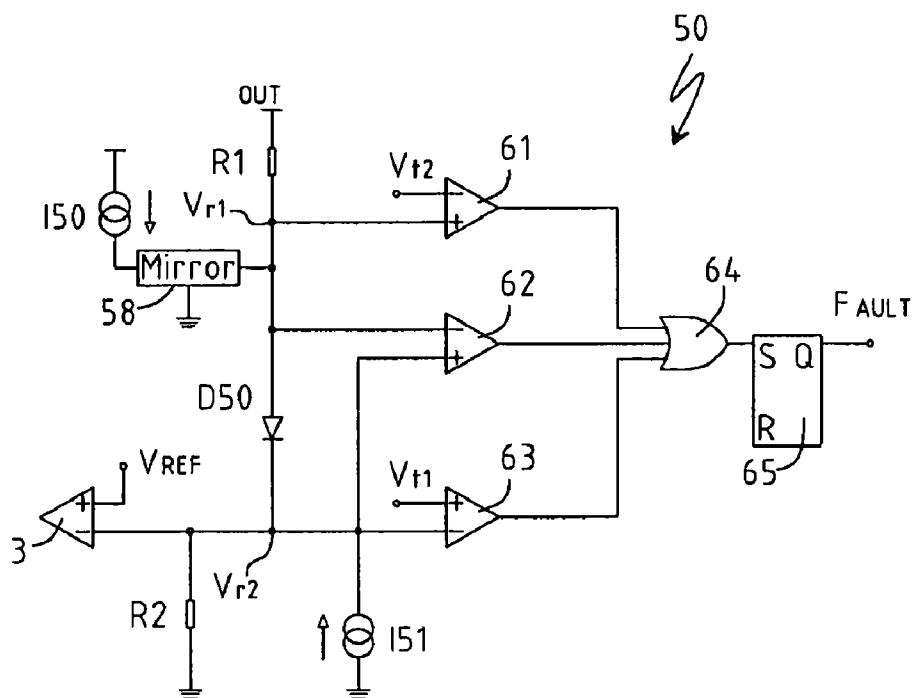 50
OUT
R1
61
Vt2
+
−
Vr1
I50
Mirror
58
62
−
+
64
FAULT
D50
S Q
R
65
63
Vt1
+
−
VREF
+
−
3
Vr2
R2
I51